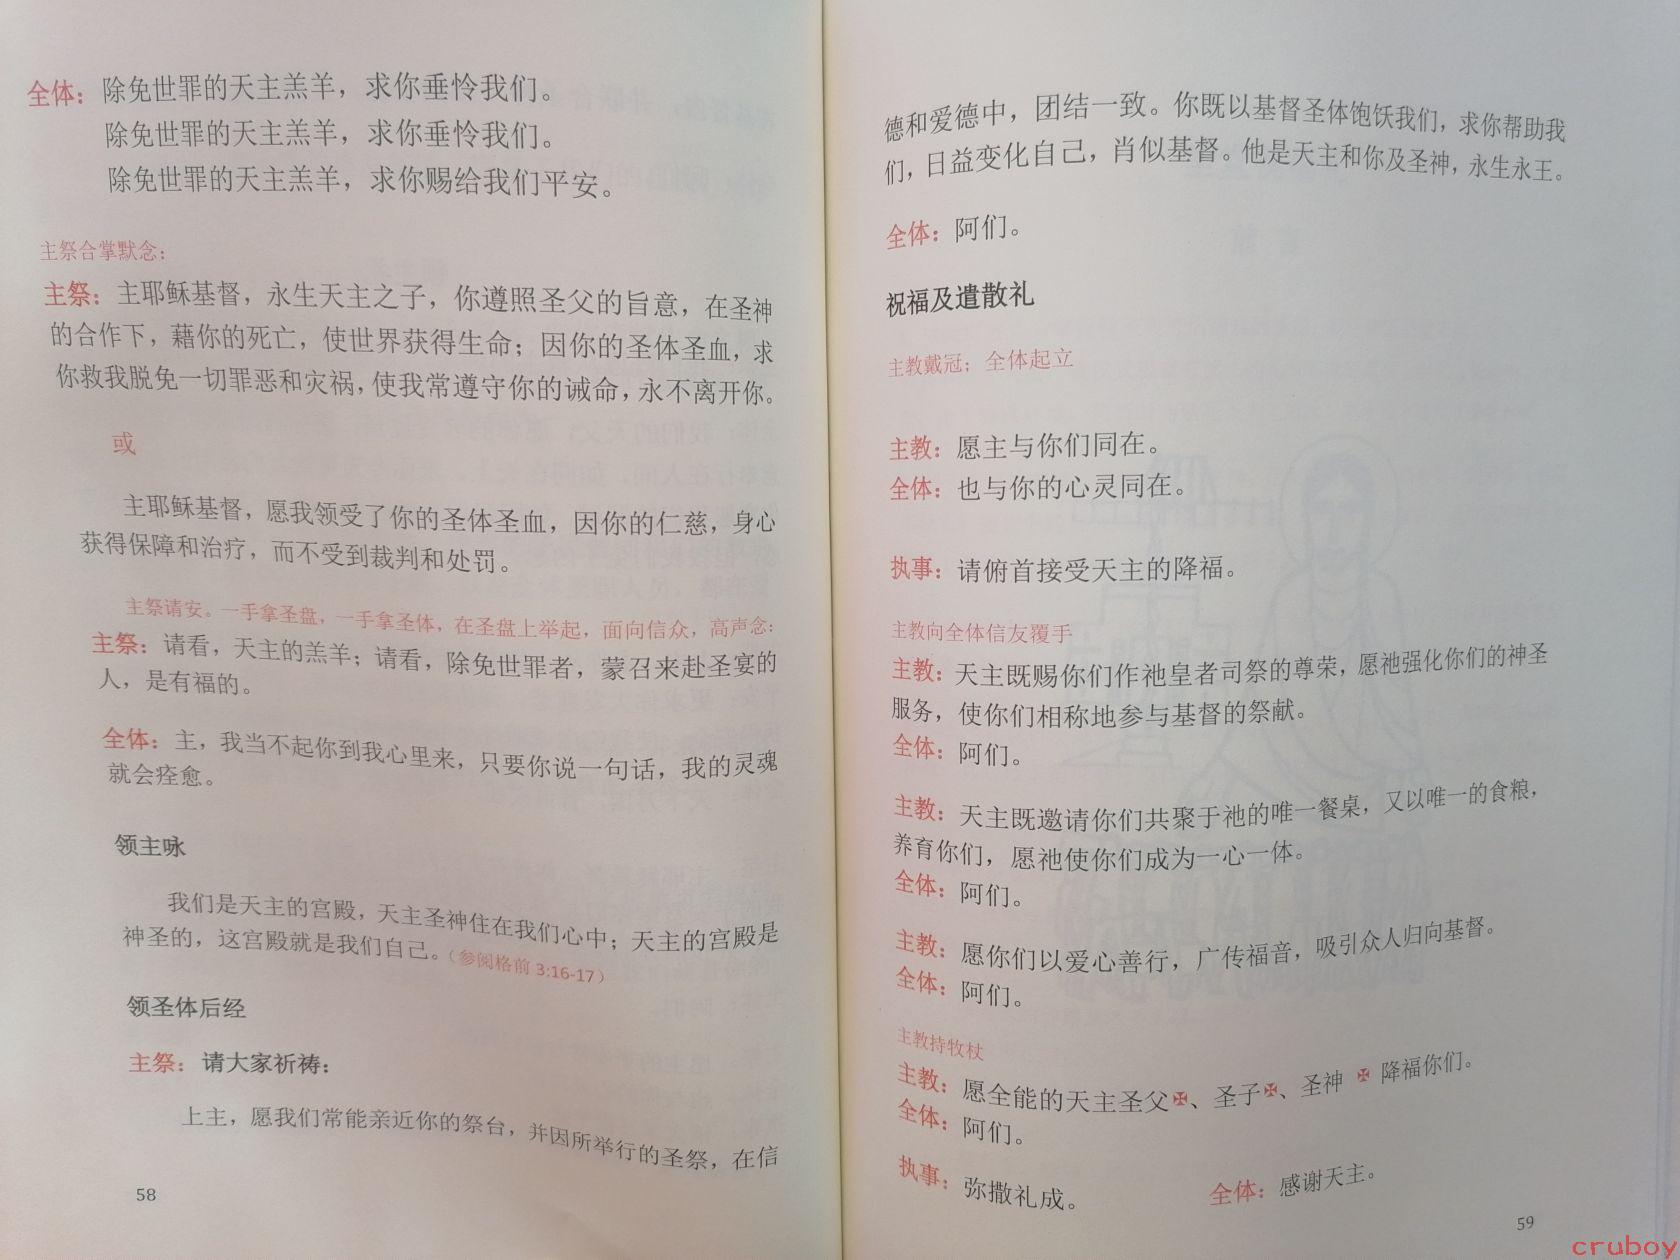 全体：除免世罪的天主羔羊，求你垂怜我们。
除免世罪的天主羔羊，求你垂怜我们。
除免世罪的天主羔羊，求你赐给我们平安。
主祭合掌默念：
主祭：主耶稣基督，永生天主之子，你遵照圣父的旨意，在圣神
的合作下，藉你的死亡，使世界获得生命；因你的圣体圣血，求
你救我脱免一切罪恶和灾祸，使我常遵守你的诫命，永不离开你。
或
主耶稣基督，愿我领受了你的圣体圣血，因你的仁慈，身心
获得保障和治疗，而不受到裁判和处罚。
主祭请安。一手拿圣盘，一手拿圣体，在圣盘上举起，面向信众，高声念：
主祭：请看，天主的羔羊；请看，除免世罪者，蒙召来赴圣宴的
人，是有福的。
全体：主，我当不起你到我心里来，只要你说一句话，我的灵魂
就会痊愈。
领主咏
我们是天主的宫殿，天主圣神住在我们心中；天主的宫殿是
神圣的，这宫殿就是我们自己。（参阅格前 3:16-17）
领圣体后经
主祭：请大家祈祷：
上主，愿我们常能亲近你的祭台，并因所举行的圣祭，在信
58
德和爱德中，团结一致。你既以基督圣体饱饫我们，求你帮助我
们，日益变化自己，肖似基督。他是天主和你及圣神，永生永王。
全体：阿们。
祝福及遣散礼
主教戴冠；全体起立
主教：愿主与你们同在。
全体：也与你的心灵同在。
执事：请俯首接受天主的降福。
主教向全体信友覆手
主教：天主既赐你们作祂皇者司祭的尊荣，愿祂强化你们的神圣
服务，使你们相称地参与基督的祭献。
全体：阿们。
主教：天主既邀请你们共聚于祂的唯一餐桌，又以唯一的食粮，
养育你们，愿祂使你们成为一心一体。
全体：阿们。
主教：愿你们以爱心善行，广传福音，吸引众人归向基督。
全体：阿们。
主教持牧杖
主教：愿全能的天主圣父✠、圣子✠、圣神 ✠ 降福你们。
全体：阿们。
执事：弥撒礼成。 全体：感谢天主。
59
cruboy